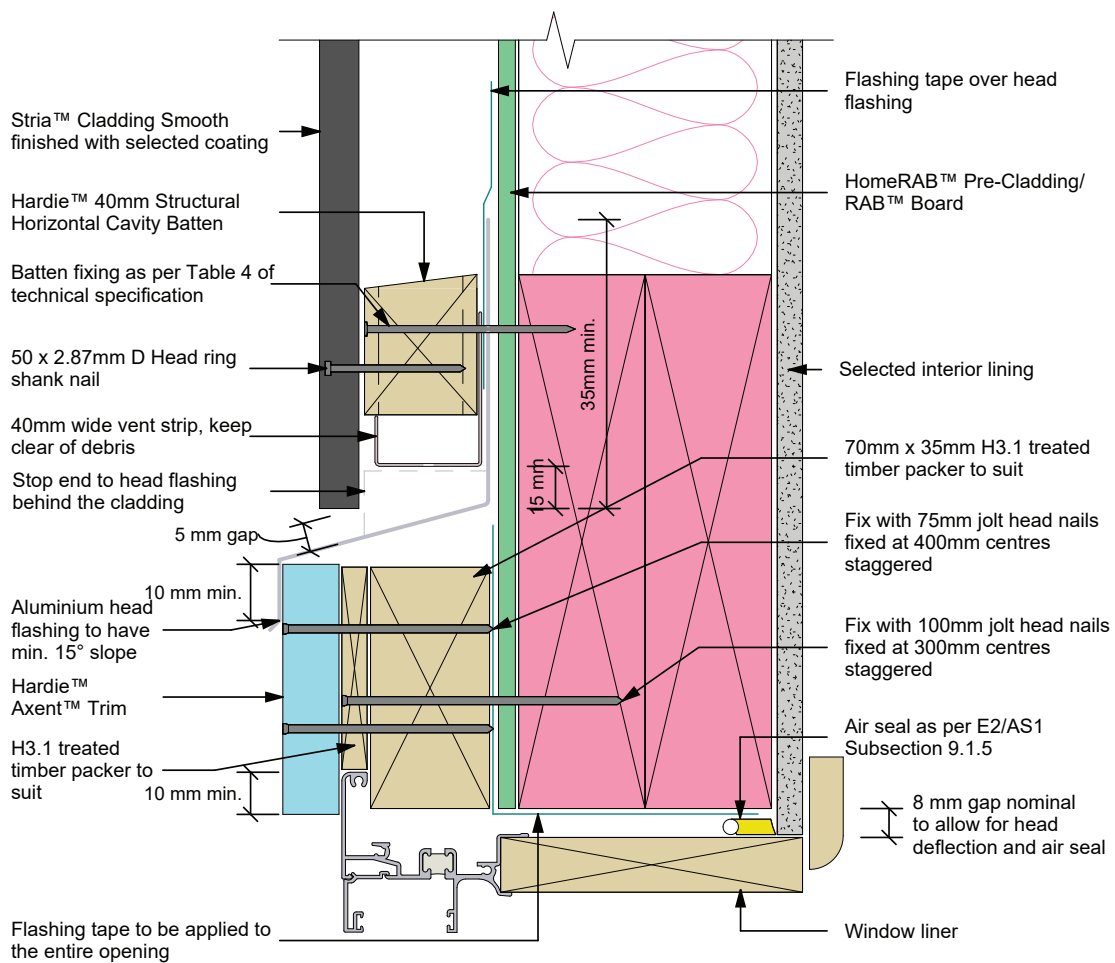 Stria™ Cladding Smooth
finished with selected coating
Hardie™ 40mm Structural
Horizontal Cavity Batten
Batten fixing as per Table 4 of
technical specification
50 x 2.87mm D Head ring
shank nail
40mm wide vent strip, keep
clear of debris
Stop end to head flashing
behind the cladding
5 mm gap
10 mm min.
Aluminium head
flashing to have
min. 15° slope
Hardie™
Axent™ Trim
H3.1 treated
timber packer to
suit
10 mm min.
Flashing tape to be applied to
the entire opening
35mm min.
15 mm
Flashing tape over head
flashing
HomeRAB™ Pre-Cladding/
RAB™ Board
Selected interior lining
70mm x 35mm H3.1 treated
timber packer to suit
Fix with 75mm jolt head nails
fixed at 400mm centres
staggered
Fix with 100mm jolt head nails
fixed at 300mm centres
staggered
Air seal as per E2/AS1
Subsection 9.1.5
8 mm gap nominal
to allow for head
deflection and air seal
Window liner